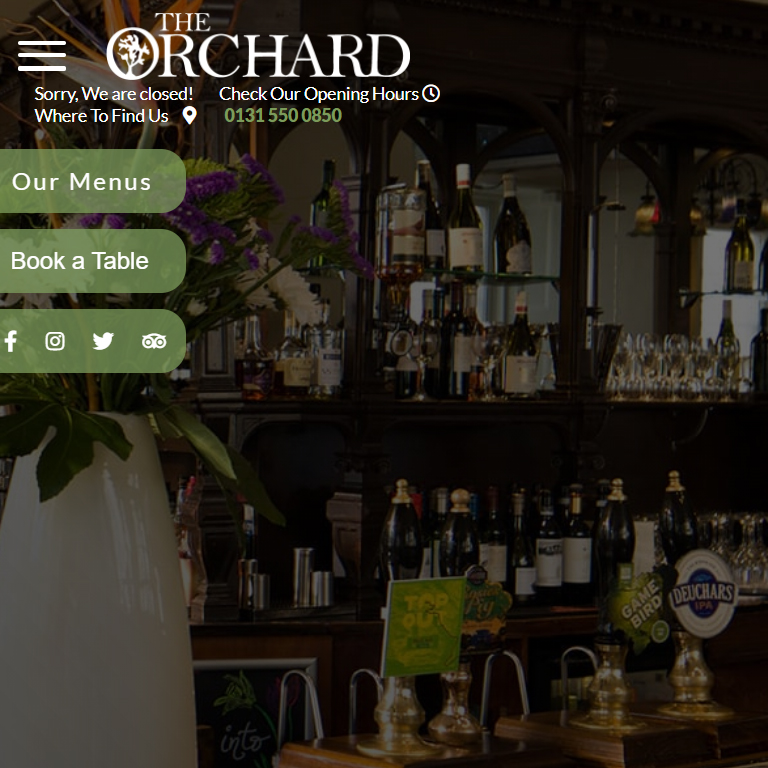 THE
ORCHARD
Sorry, We are closed! Check Our Opening Hours
Where To Find Us 0131 550 0850
Our Menus
Book a Table
TOP
OUT
GAME
BIRD
DEUCHARS
IPA
into